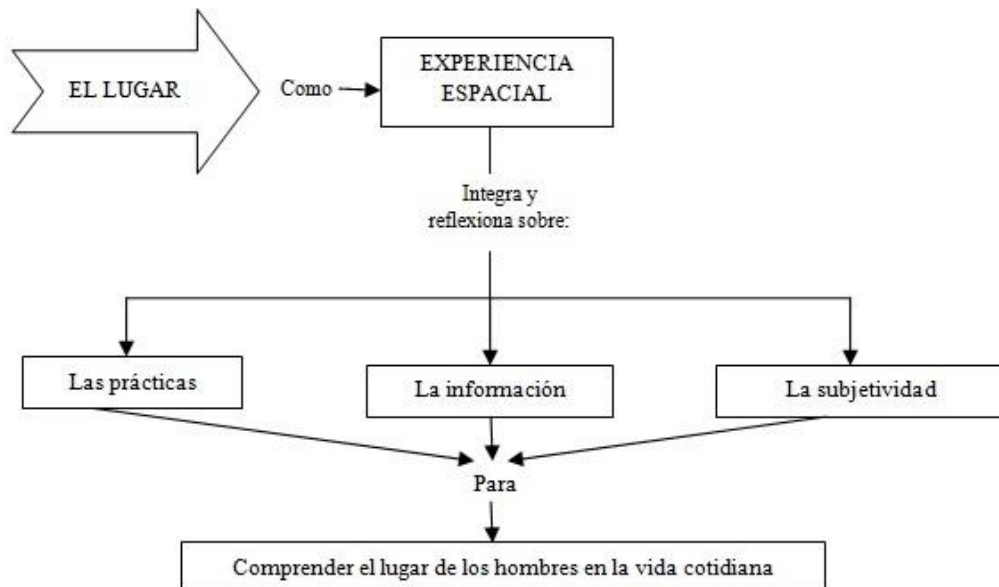 EL LUGAR
Como
EXPERIENCIA
ESPACIAL
Integra y
reflexiona sobre:
Las prácticas
La información
La subjetividad
Para
Comprender el lugar de los hombres en la vida cotidiana